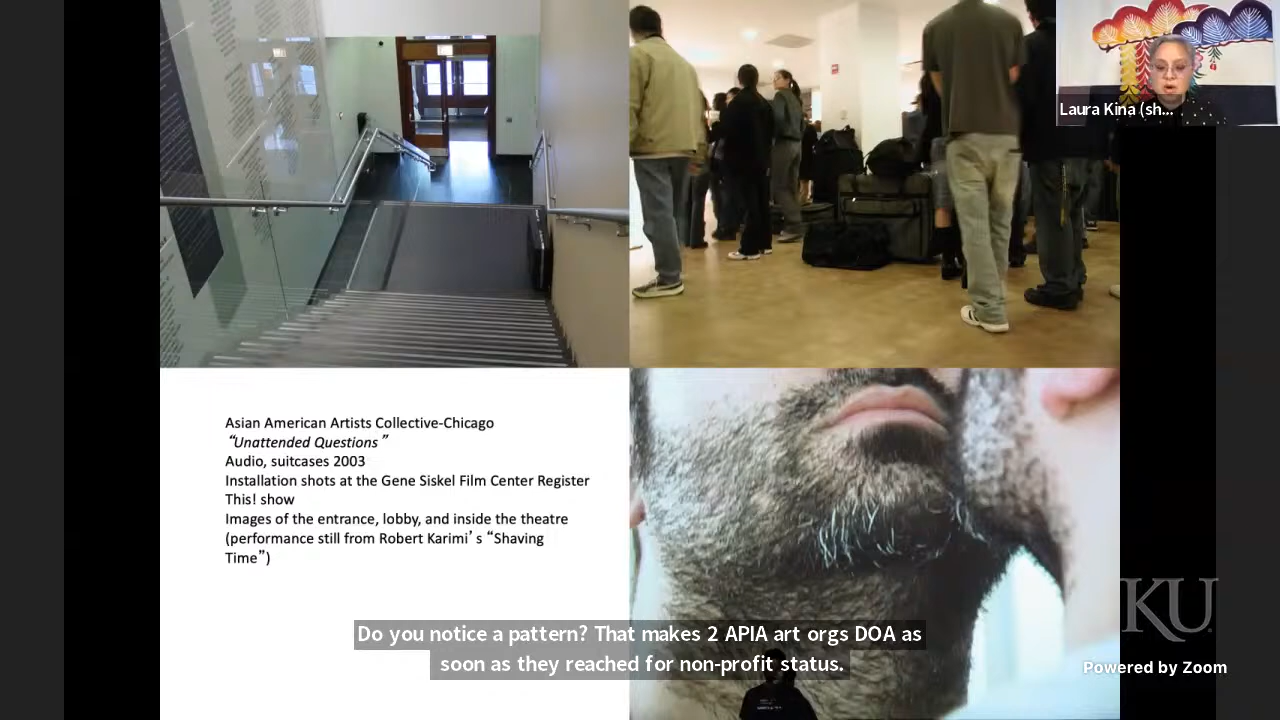 Laura Kina (sh...
Asian American Artists Collective-Chicago
“Unattended Questions”
Audio, suitcases 2003
Installation shots at the Gene Siskel Film Center Register
This! show
Images of the entrance, lobby, and inside the theatre
(performance still from Robert Karimi’s “Shaving
Time”)
Do you notice a pattern? That makes 2 APIA art orgs DOA as
soon as they reached for non-profit status.
KU
Powered by Zoom